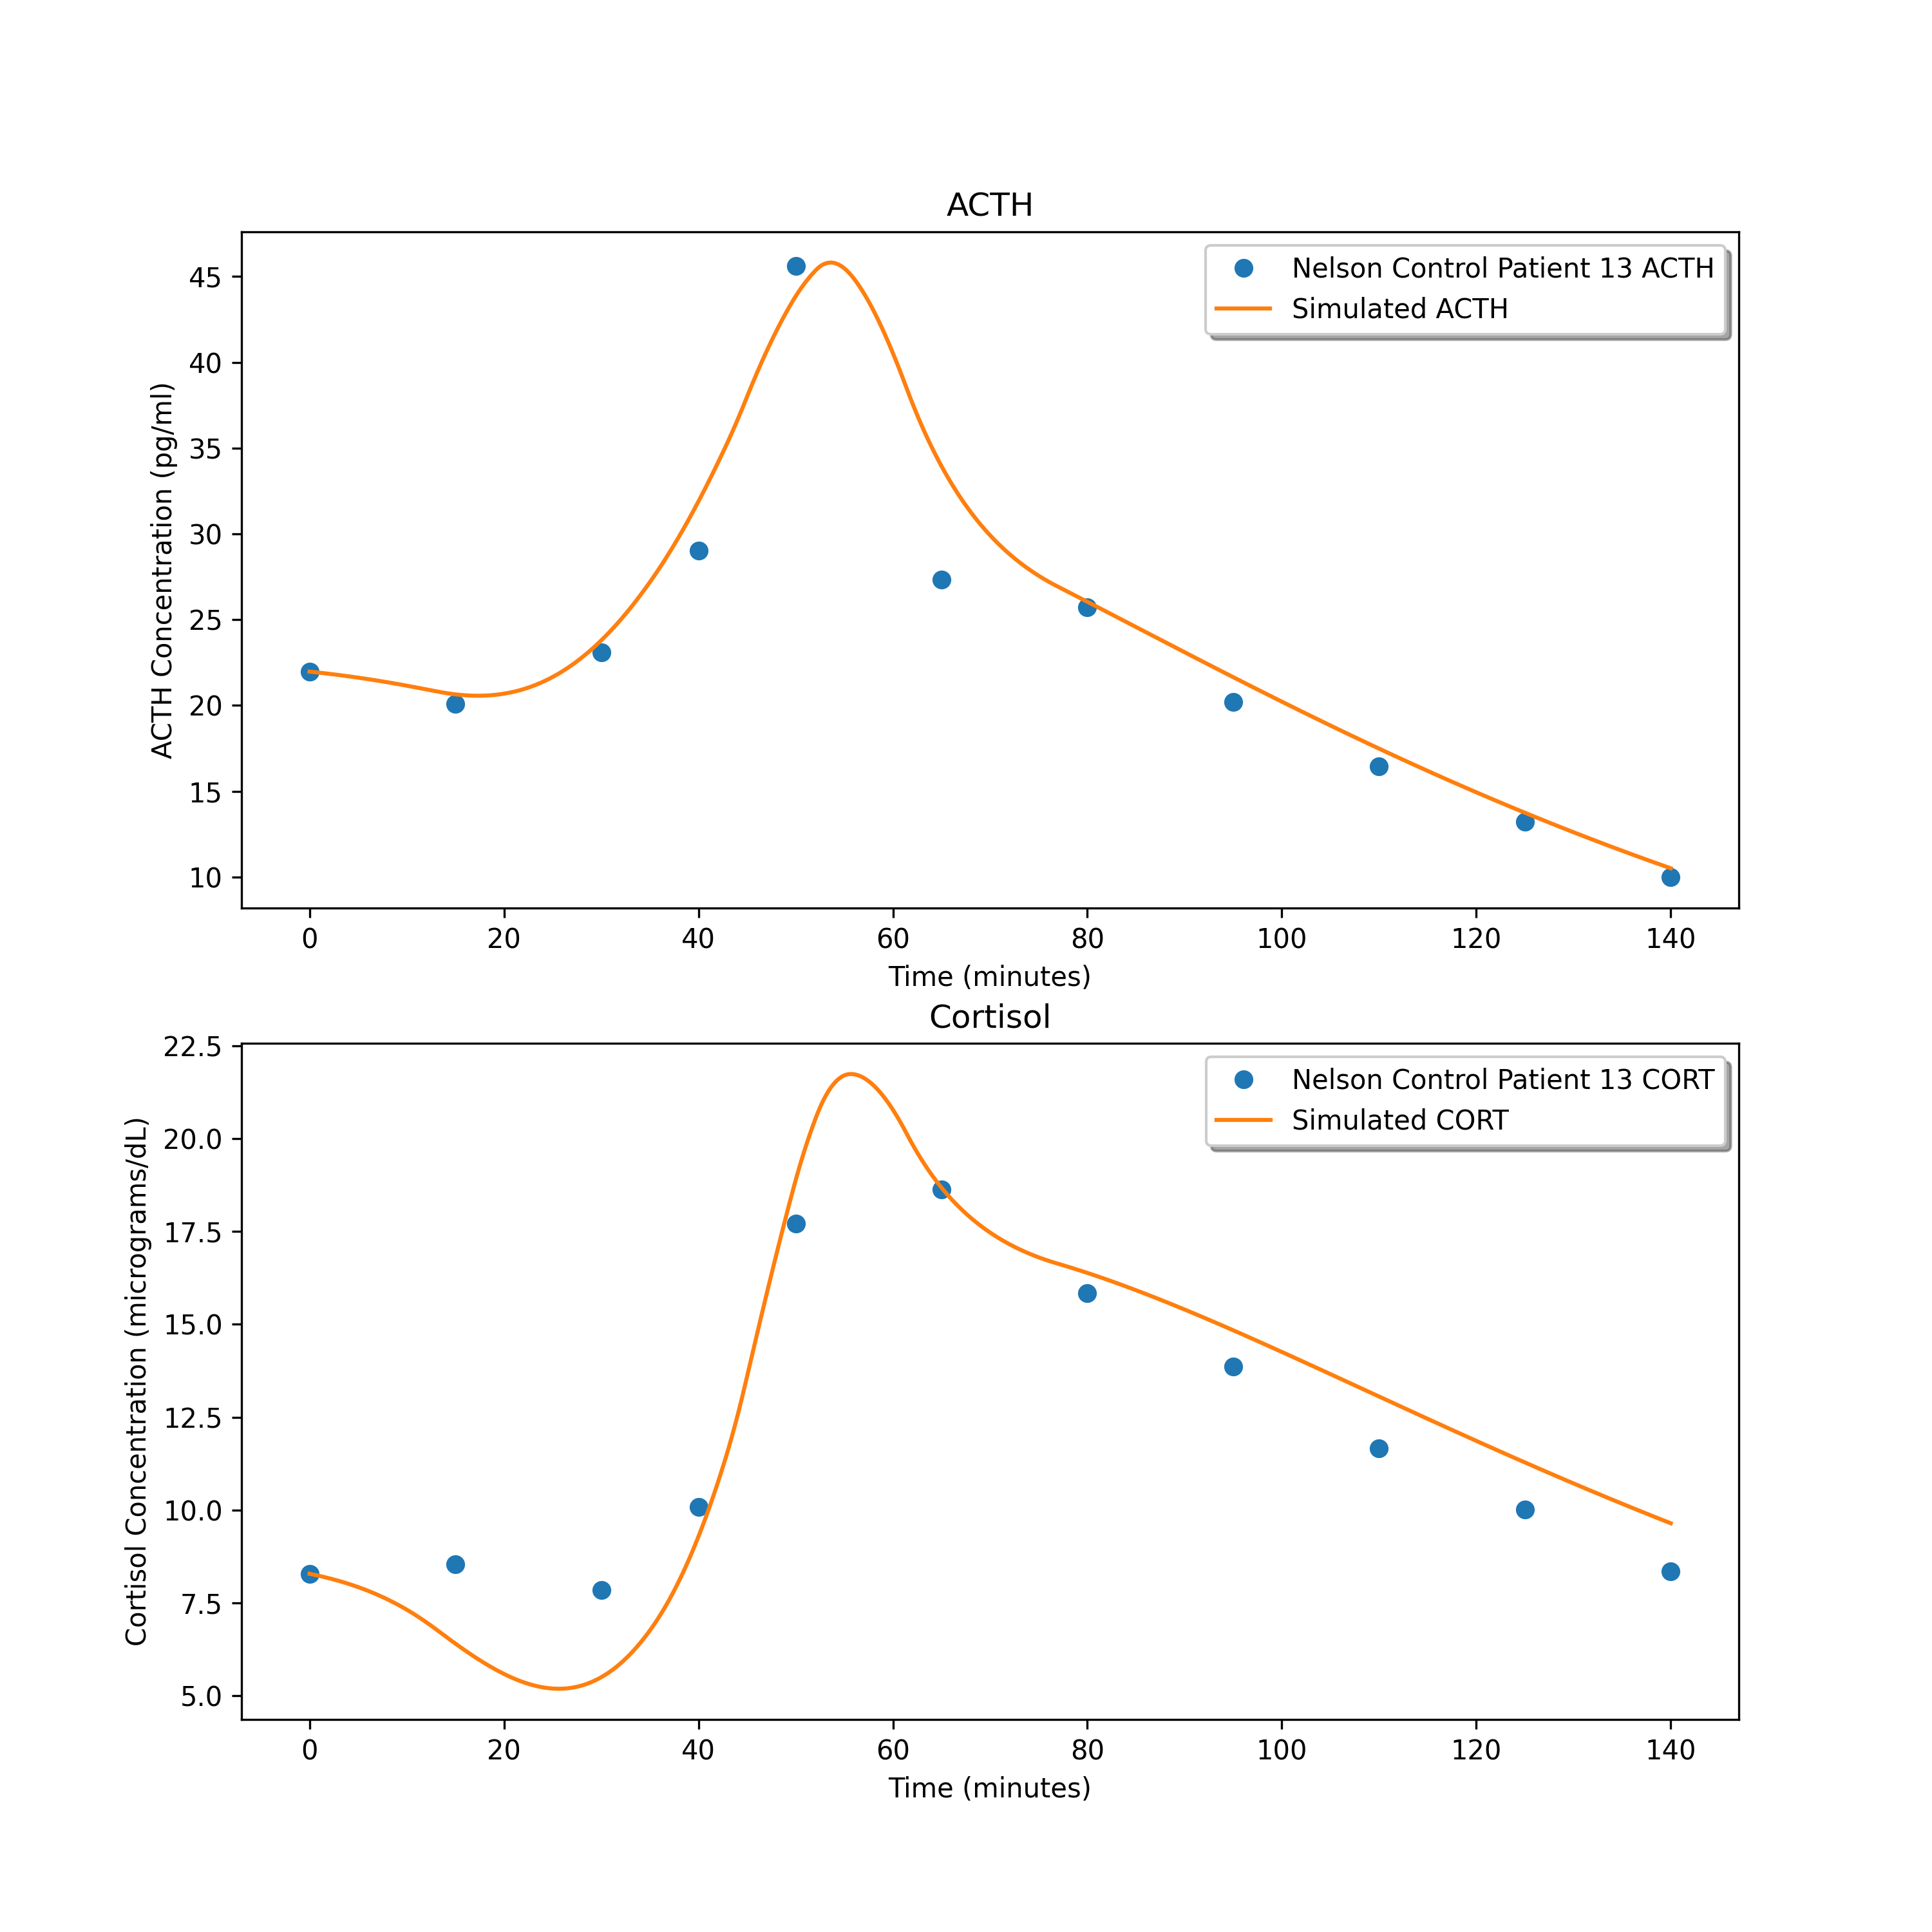 ACTH
Nelson Control Patient 13 ACTH
Simulated ACTH
ACTH Concentration (pg/ml)
45
40
35
30
25
20
15
10
0 20 40 60 80 100 120 140
Time (minutes)
Cortisol
Nelson Control Patient 13 CORT
Simulated CORT
Cortisol Concentration (micrograms/dL)
22.5
20.0
17.5
15.0
12.5
10.0
7.5
5.0
0 20 40 60 80 100 120 140
Time (minutes)